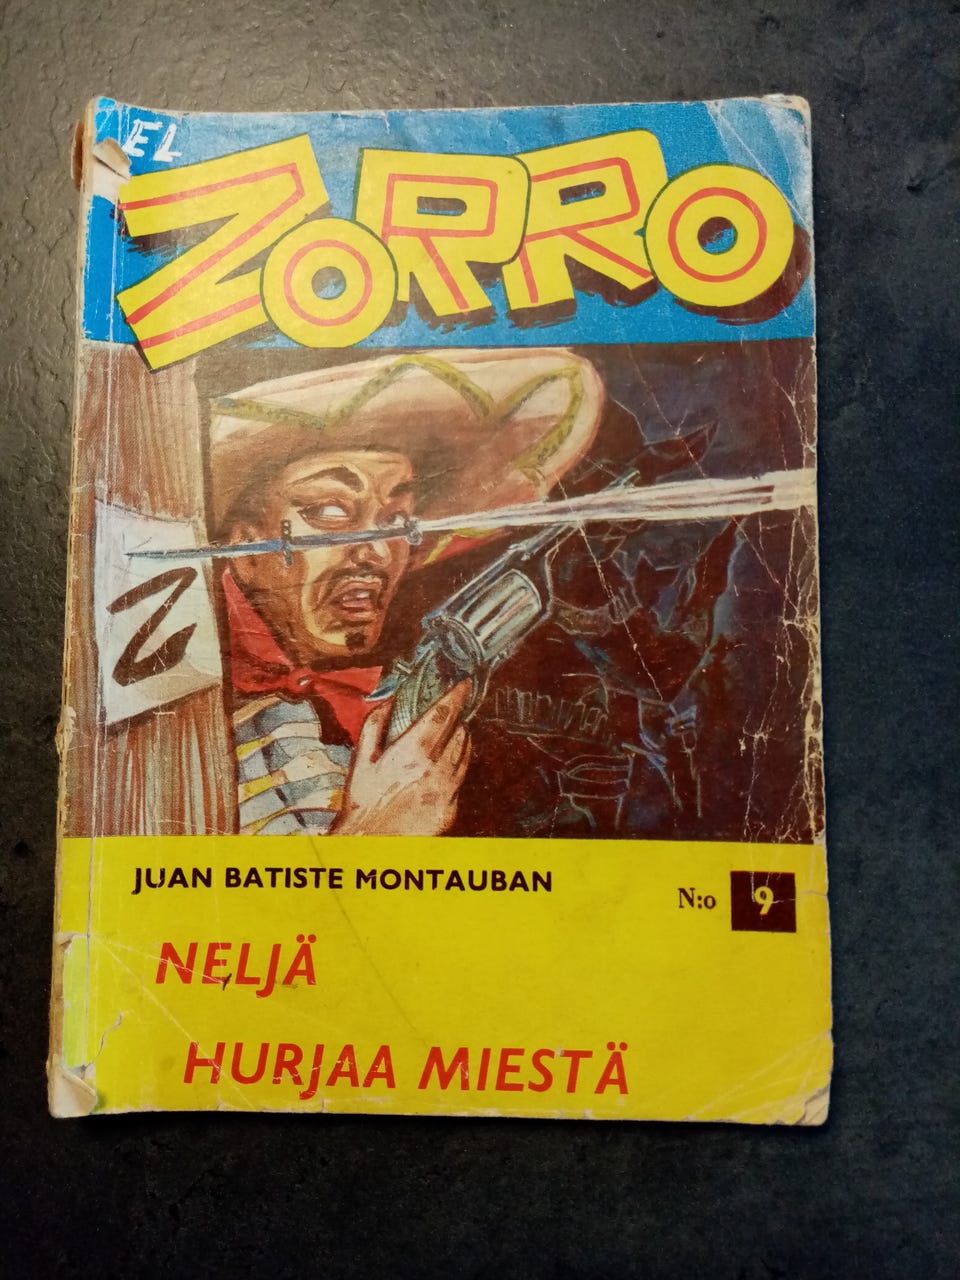 EL
ZORRO
Z
JUAN BATISTE MONTAUBAN
N:o 9
NELJÄ
HURJAA MIESTÄ